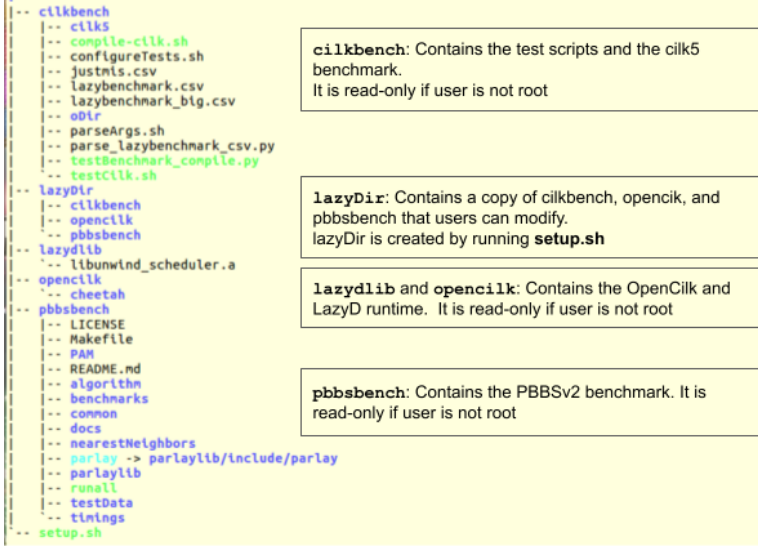 |-- cilkbench
|   |-- cilk5
|   |-- compile-cilk.sh
|   |-- configureTests.sh
|   |-- justmis.csv
|   |-- lazybenchmark.csv
|   |-- lazybenchmark_big.csv
|   |-- oDir
|   |-- parseArgs.sh
|   |-- parse_lazybenchmark_csv.py
|   |-- testBenchmark_compile.py
|   `-- testCilk.sh
cilkbench: Contains the test scripts and the cilk5
benchmark.
It is read-only if user is not root
|-- lazyDir
|   |-- cilkbench
|   |-- opencilk
|   `-- pbbsbench
lazyDir: Contains a copy of cilkbench, opencik, and
pbbsbench that users can modify.
lazyDir is created by running setup.sh
|-- lazydlib
|   `-- libunwind_scheduler.a
|-- opencilk
|   `-- cheetah
lazydlib and opencilk: Contains the OpenCilk and
LazyD runtime.  It is read-only if user is not root
|-- pbbsbench
|   |-- LICENSE
|   |-- Makefile
|   |-- PAM
|   |-- README.md
|   |-- algorithm
|   |-- benchmarks
|   |-- common
|   |-- docs
|   |-- nearestNeighbors
|   |-- parlay -> parlaylib/include/parlay
|   |-- parlaylib
|   |-- runall
|   |-- testData
|   `-- timings
pbbsbench: Contains the PBBSv2 benchmark. It is
read-only if user is not root
`-- setup.sh